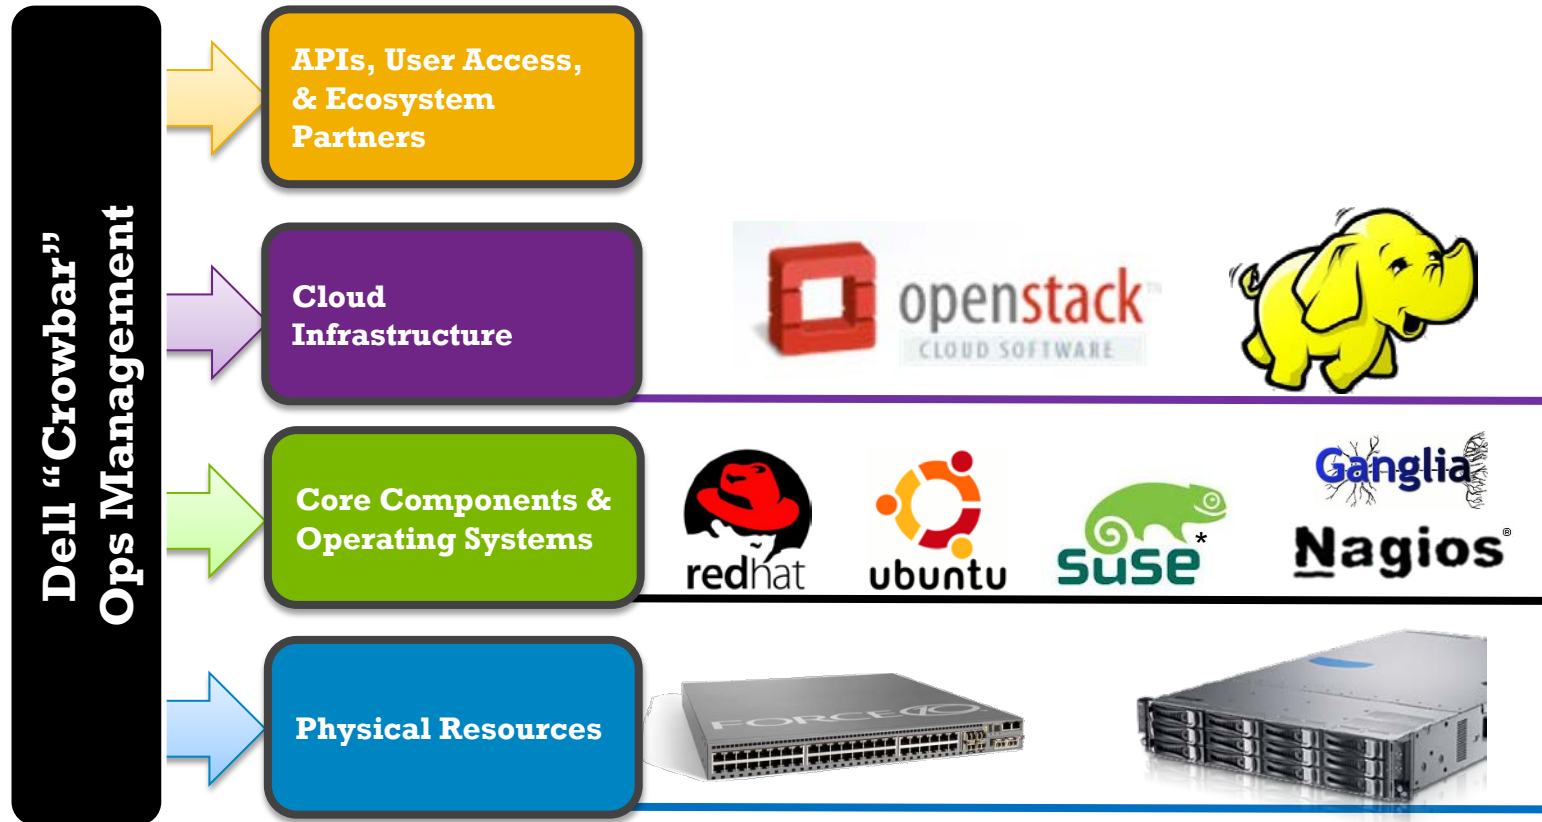 Dell “Crowbar”
Ops Management
APIs, User Access,
& Ecosystem
Partners
Cloud
Infrastructure
openstack™
CLOUD SOFTWARE
Core Components &
Operating Systems
redhat
ubuntu
suse*
Ganglia
Nagios®
Physical Resources
FORCE10